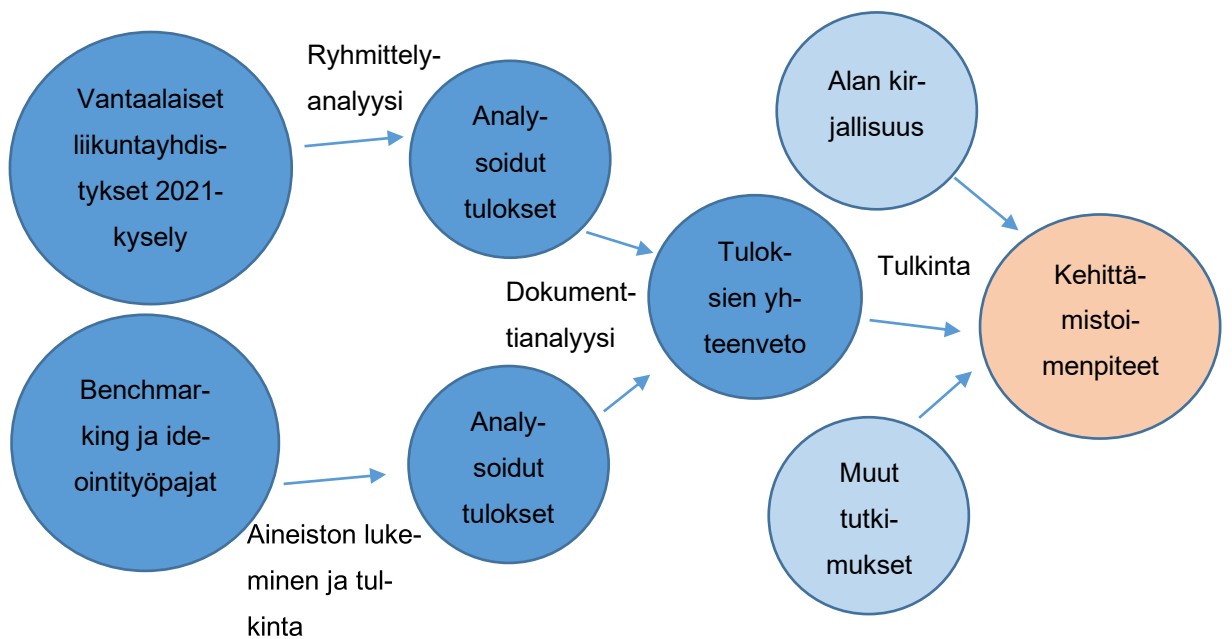 Vantaalaiset
liikuntayhdis-
tykset 2021-
kysely
Ryhmittely-
analyysi
Analy-
soidut
tulokset
Benchmar-
king ja ide-
ointityöpajat
Aineiston luke-
minen ja tul-
kinta
Analy-
soidut
tulokset
Dokument-
tianalyysi
Tulok-
sien yh-
teenveto
Alan kir-
jallisuus
Tulkinta
Muut
tutki-
mukset
Kehittä-
mistoi-
menpiteet